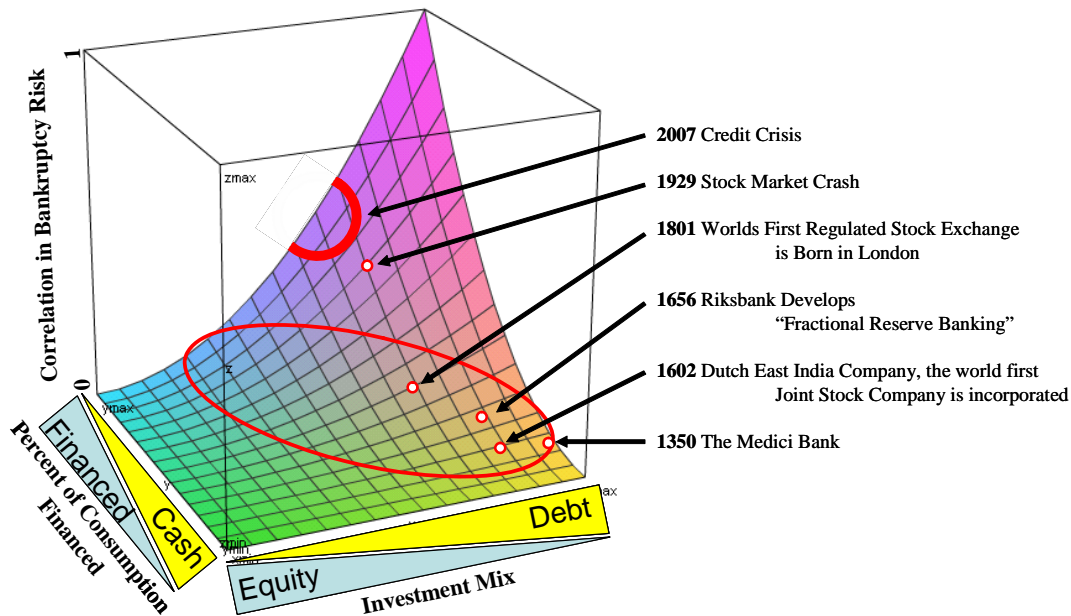 1
Correlation in Bankruptcy Risk
0
zmax
z
ymax
y
zmin
ymin
ax
2007 Credit Crisis
1929 Stock Market Crash
1801 Worlds First Regulated Stock Exchange
is Born in London
1656 Riksbank Develops
“Fractional Reserve Banking”
1602 Dutch East India Company, the world first
Joint Stock Company is incorporated
1350 The Medici Bank
Financed
Cash
Percent of Consumption
Financed
Debt
Equity
Investment Mix